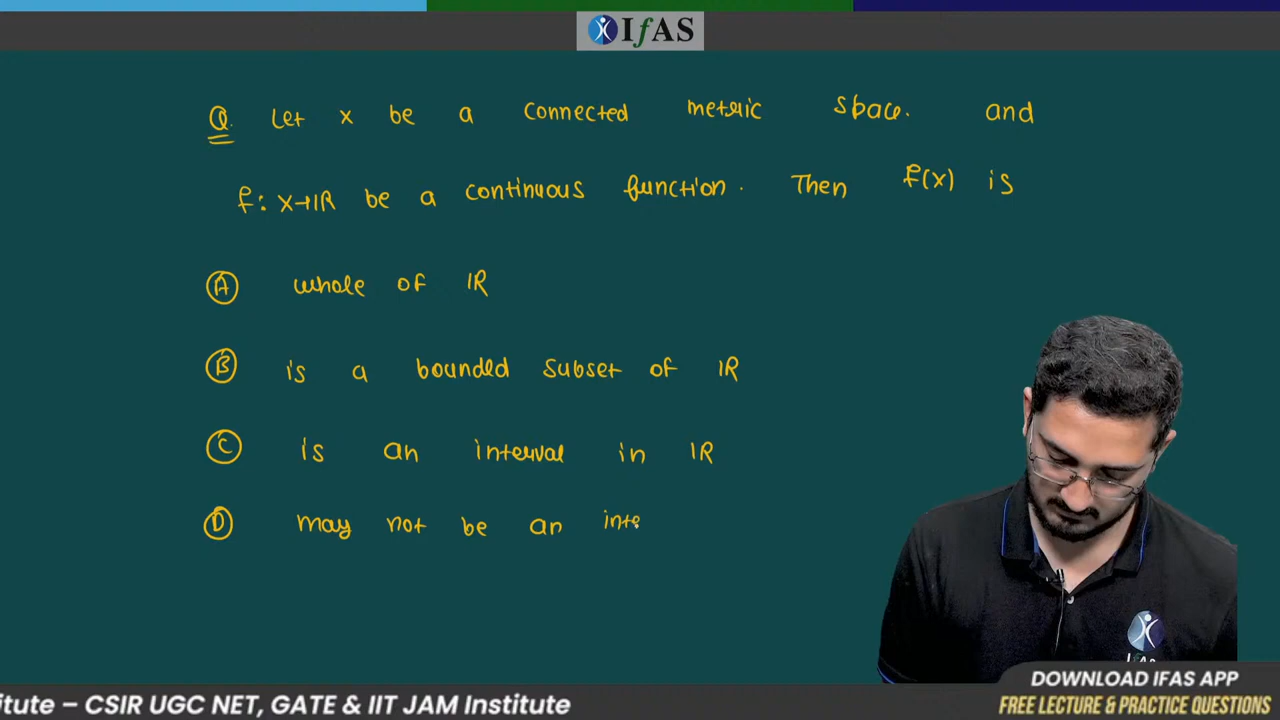 IfAS
Q. Let x be a connected metric space. and
f: x→IR be a continuous function. Then f(x) is
A whole of IR
B is a bounded subset of IR
C is an interval in IR
D may not be an inte
IFAS
DOWNLOAD IFAS APP
titute – CSIR UGC NET, GATE & IIT JAM Institute
FREE LECTURE & PRACTICE QUESTIONS